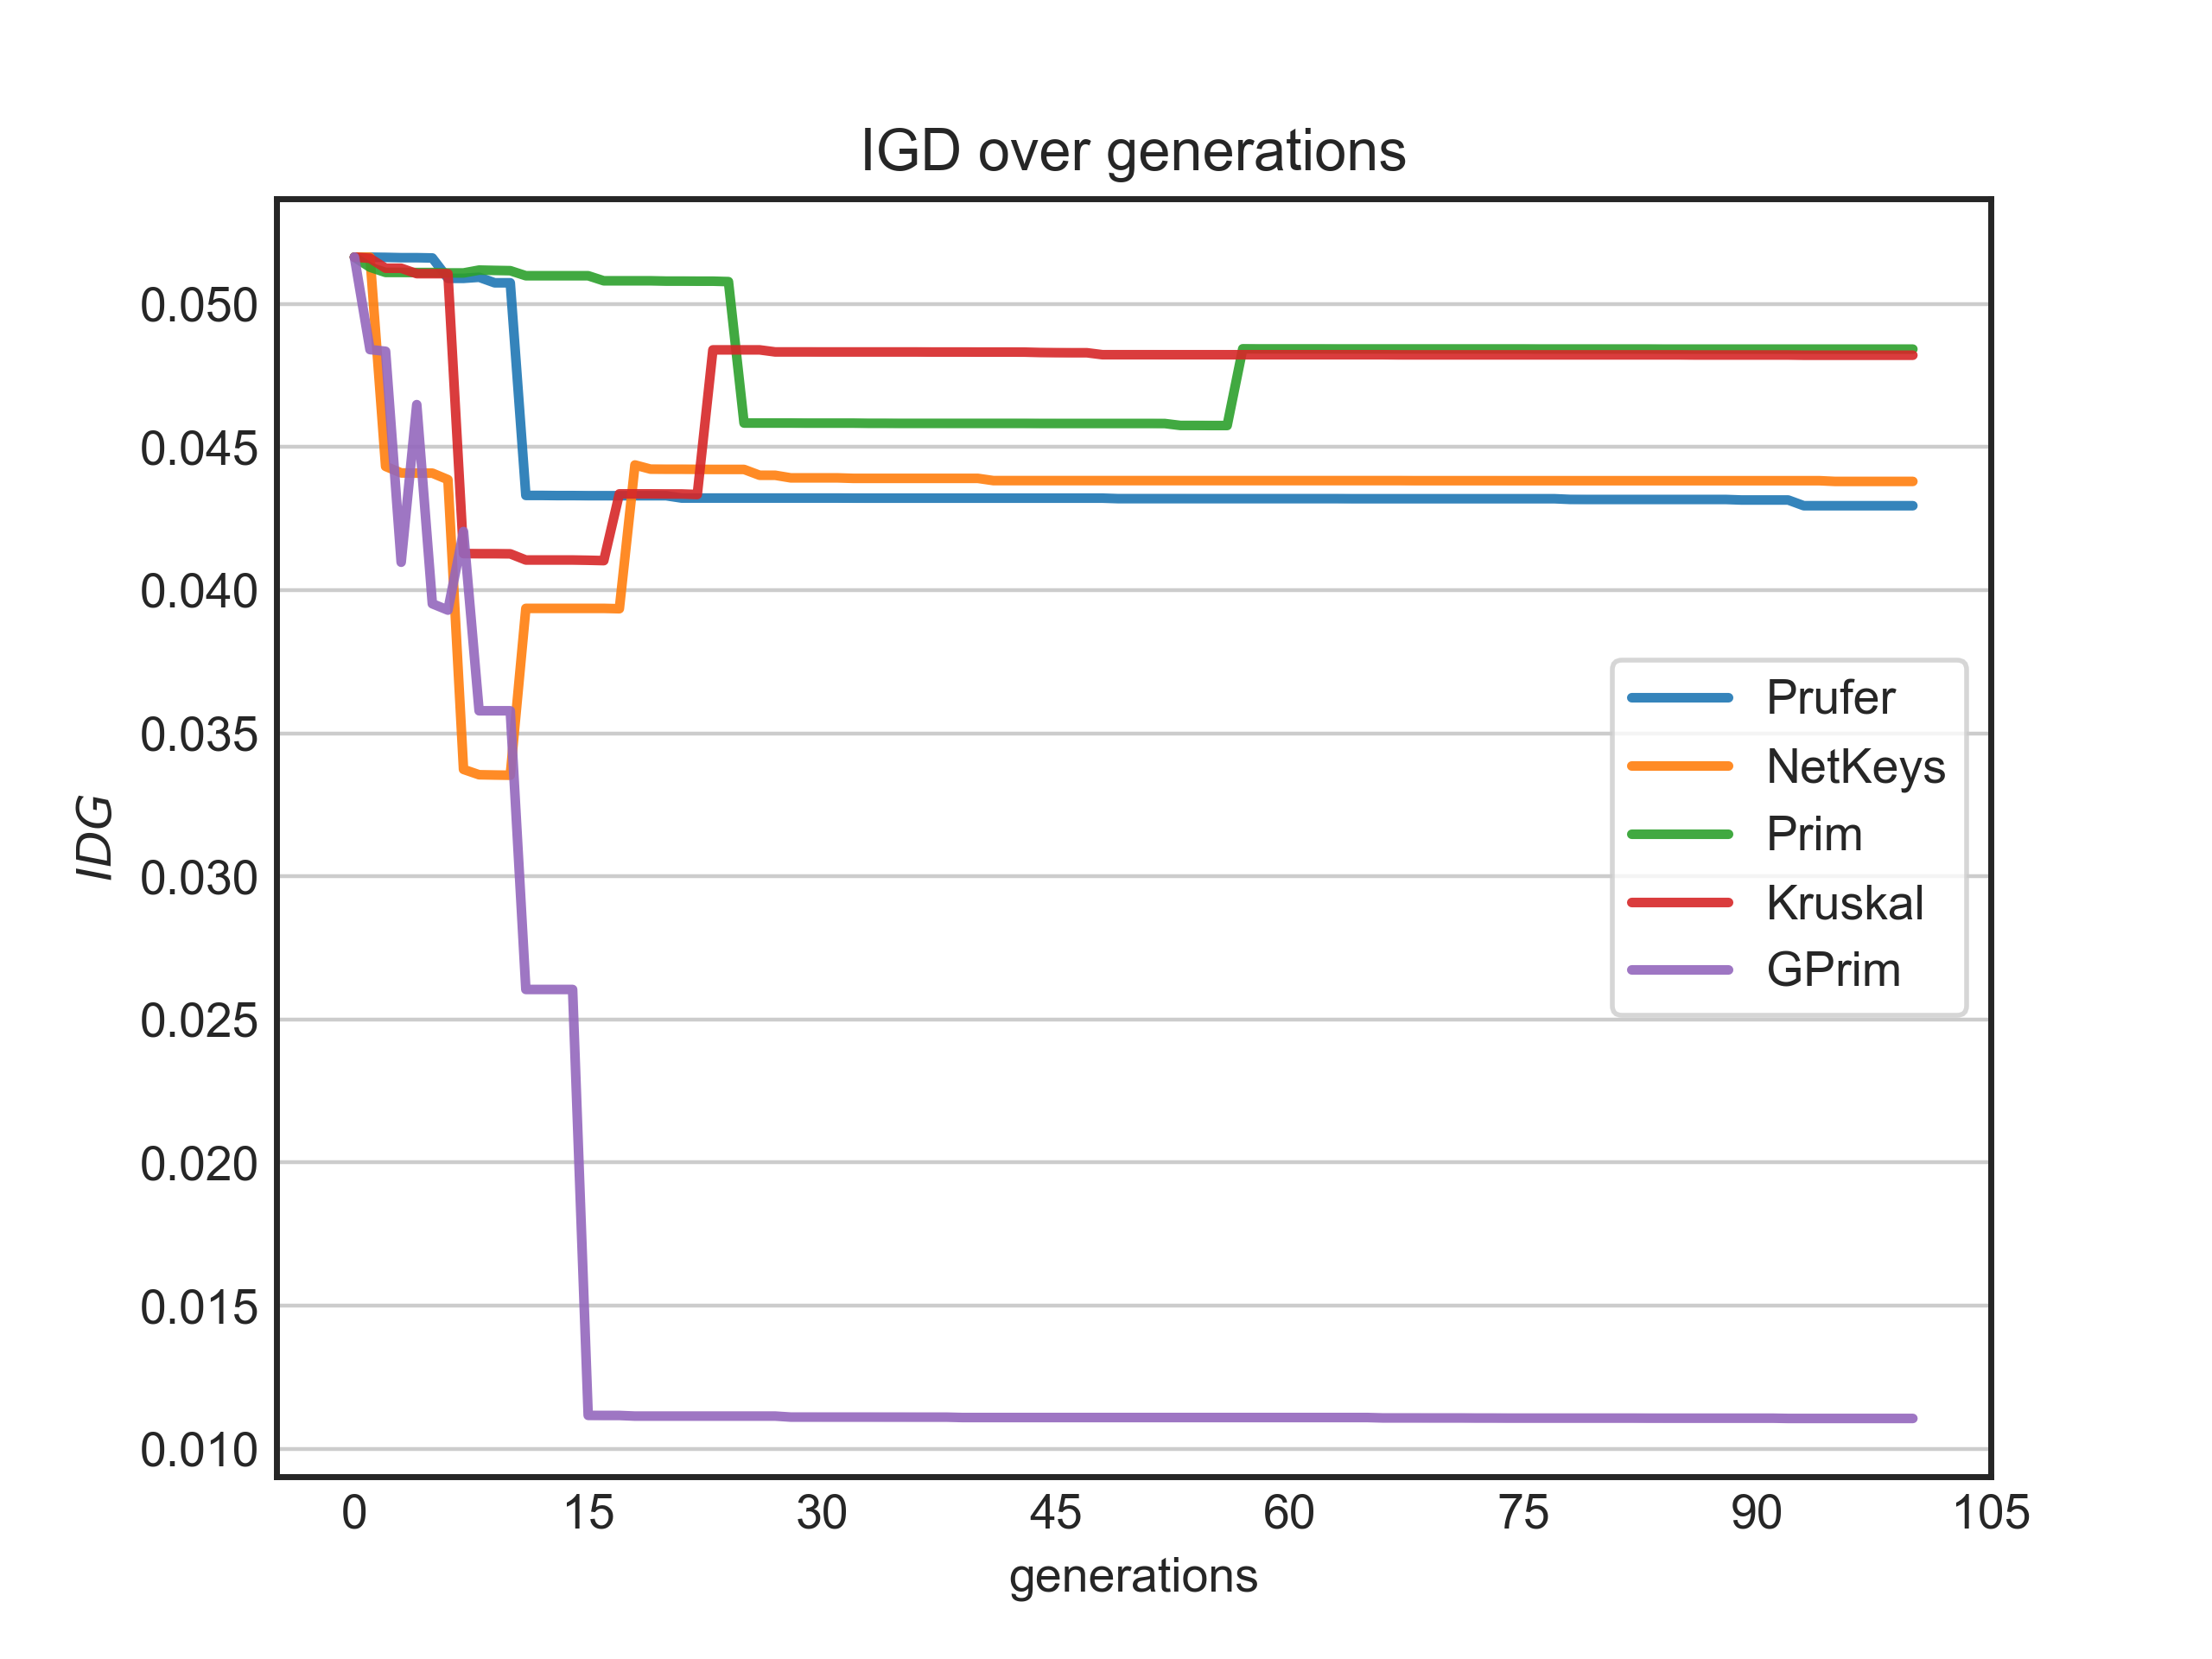 IGD over generations
IDG
0.050
0.045
0.040
0.035
0.030
0.025
0.020
0.015
0.010
Prufer
NetKeys
Prim
Kruskal
GPrim
0 15 30 45 60 75 90 105
generations